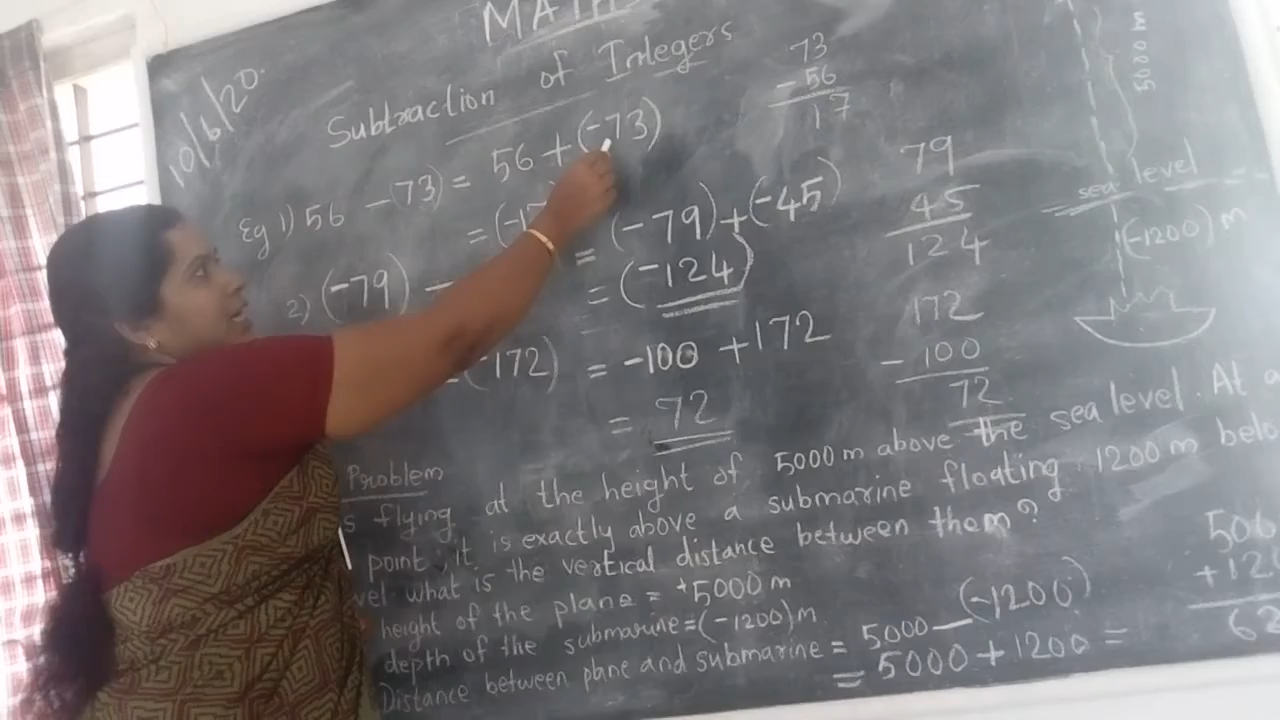 MATH
10/6/20.
Subtraction of Integers
Eg 1) 56 - (73) = 56 + (-73)
= (-17
73
- 56
17
2) (-79) -
= (-79) + (-45)
= (-124)
79
45
124
(-172) = -100 + 172
= 72
172
- 100
72
5000 m
sea level
(-1200) m
Problem
s flying at the height of 5000 m above the sea level. At a
point it is exactly above a submarine floating 1200 m belo
vel. what is the vertical distance between them?
height of the plane = +5000 m
depth of the submarine = (-1200) m
Distance between plane and submarine = 5000 - (-1200)
= 5000 + 1200 =
500
+ 120
62